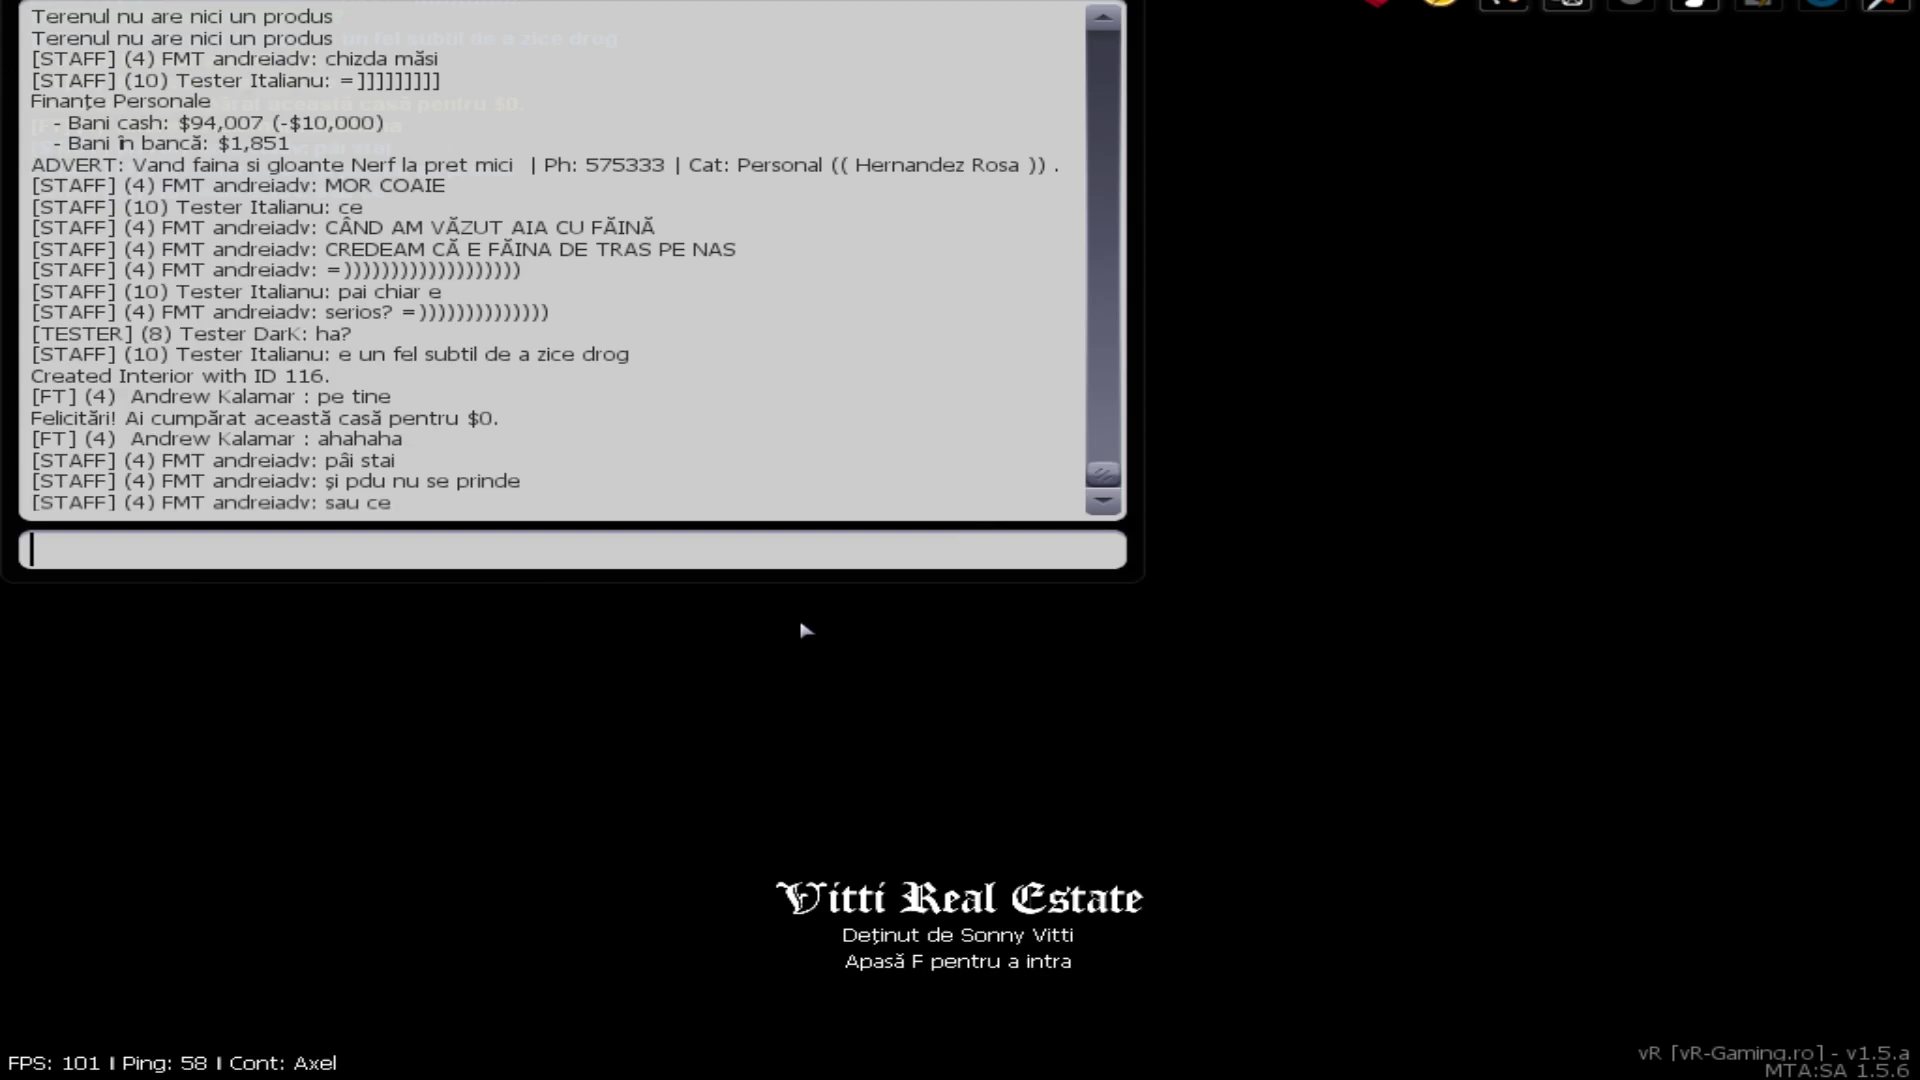 Terenul nu are nici un produs
Terenul nu are nici un produs
[STAFF] (4) FMT andreiadv: chizda măsi
[STAFF] (10) Tester Italianu: =]]]]]]]]]
Finanțe Personale
- Bani cash: $94,007 (-$10,000)
- Bani în bancă: $1,851
ADVERT: Vand faina si gloante Nerf la pret mici | Ph: 575333 | Cat: Personal (( Hernandez Rosa )) .
[STAFF] (4) FMT andreiadv: MOR COAIE
[STAFF] (10) Tester Italianu: ce
[STAFF] (4) FMT andreiadv: CÂND AM VĂZUT AIA CU FĂINĂ
[STAFF] (4) FMT andreiadv: CREDEAM CĂ E FĂINA DE TRAS PE NAS
[STAFF] (4) FMT andreiadv: =)))))))))))))))))))
[STAFF] (10) Tester Italianu: pai chiar e
[STAFF] (4) FMT andreiadv: serios? =))))))))))))))
[TESTER] (8) Tester DarK: ha?
[STAFF] (10) Tester Italianu: e un fel subtil de a zice drog
Created Interior with ID 116.
[FT] (4) Andrew Kalamar : pe tine
Felicitări! Ai cumpărat această casă pentru $0.
[FT] (4) Andrew Kalamar : ahahaha
[STAFF] (4) FMT andreiadv: pâi stai
[STAFF] (4) FMT andreiadv: și pdu nu se prinde
[STAFF] (4) FMT andreiadv: sau ce
Vitti Real Estate
Deținut de Sonny Vitti
Apasă F pentru a intra
FPS: 101 | Ping: 58 | Cont: Axel
vR [vR-Gaming.ro] - v1.5.a
MTA:SA 1.5.6